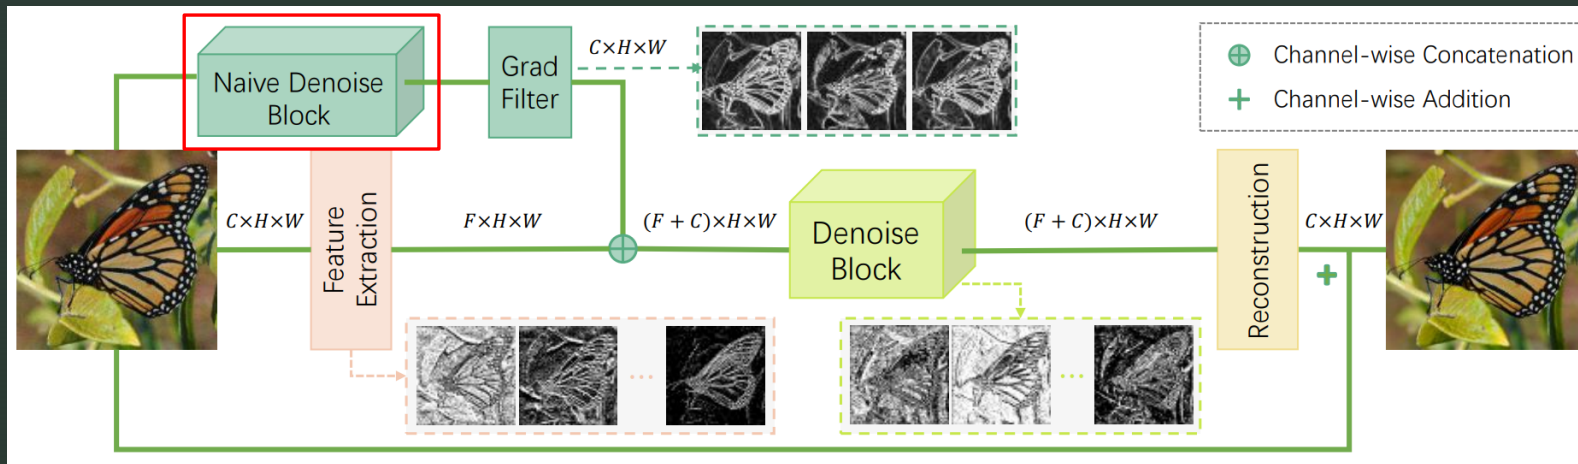 Naive Denoise
Block
Grad
Filter
C×H×W
Channel-wise Concatenation
Channel-wise Addition
C×H×W
Feature
Extraction
F×H×W
(F + C)×H×W
Denoise
Block
(F + C)×H×W
Reconstruction
C×H×W
...
...